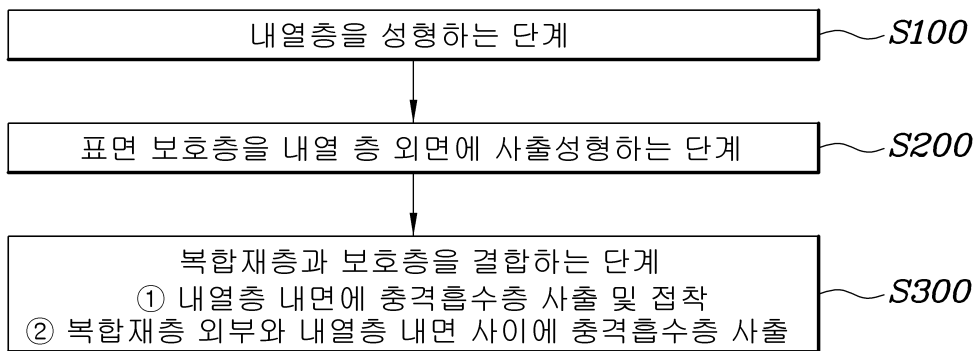 내열층을 성형하는 단계
S100
표면 보호층을 내열 층 외면에 사출성형하는 단계
S200
복합재층과 보호층을 결합하는 단계
① 내열층 내면에 충격흡수층 사출 및 접착
② 복합재층 외부와 내열층 내면 사이에 충격흡수층 사출
S300